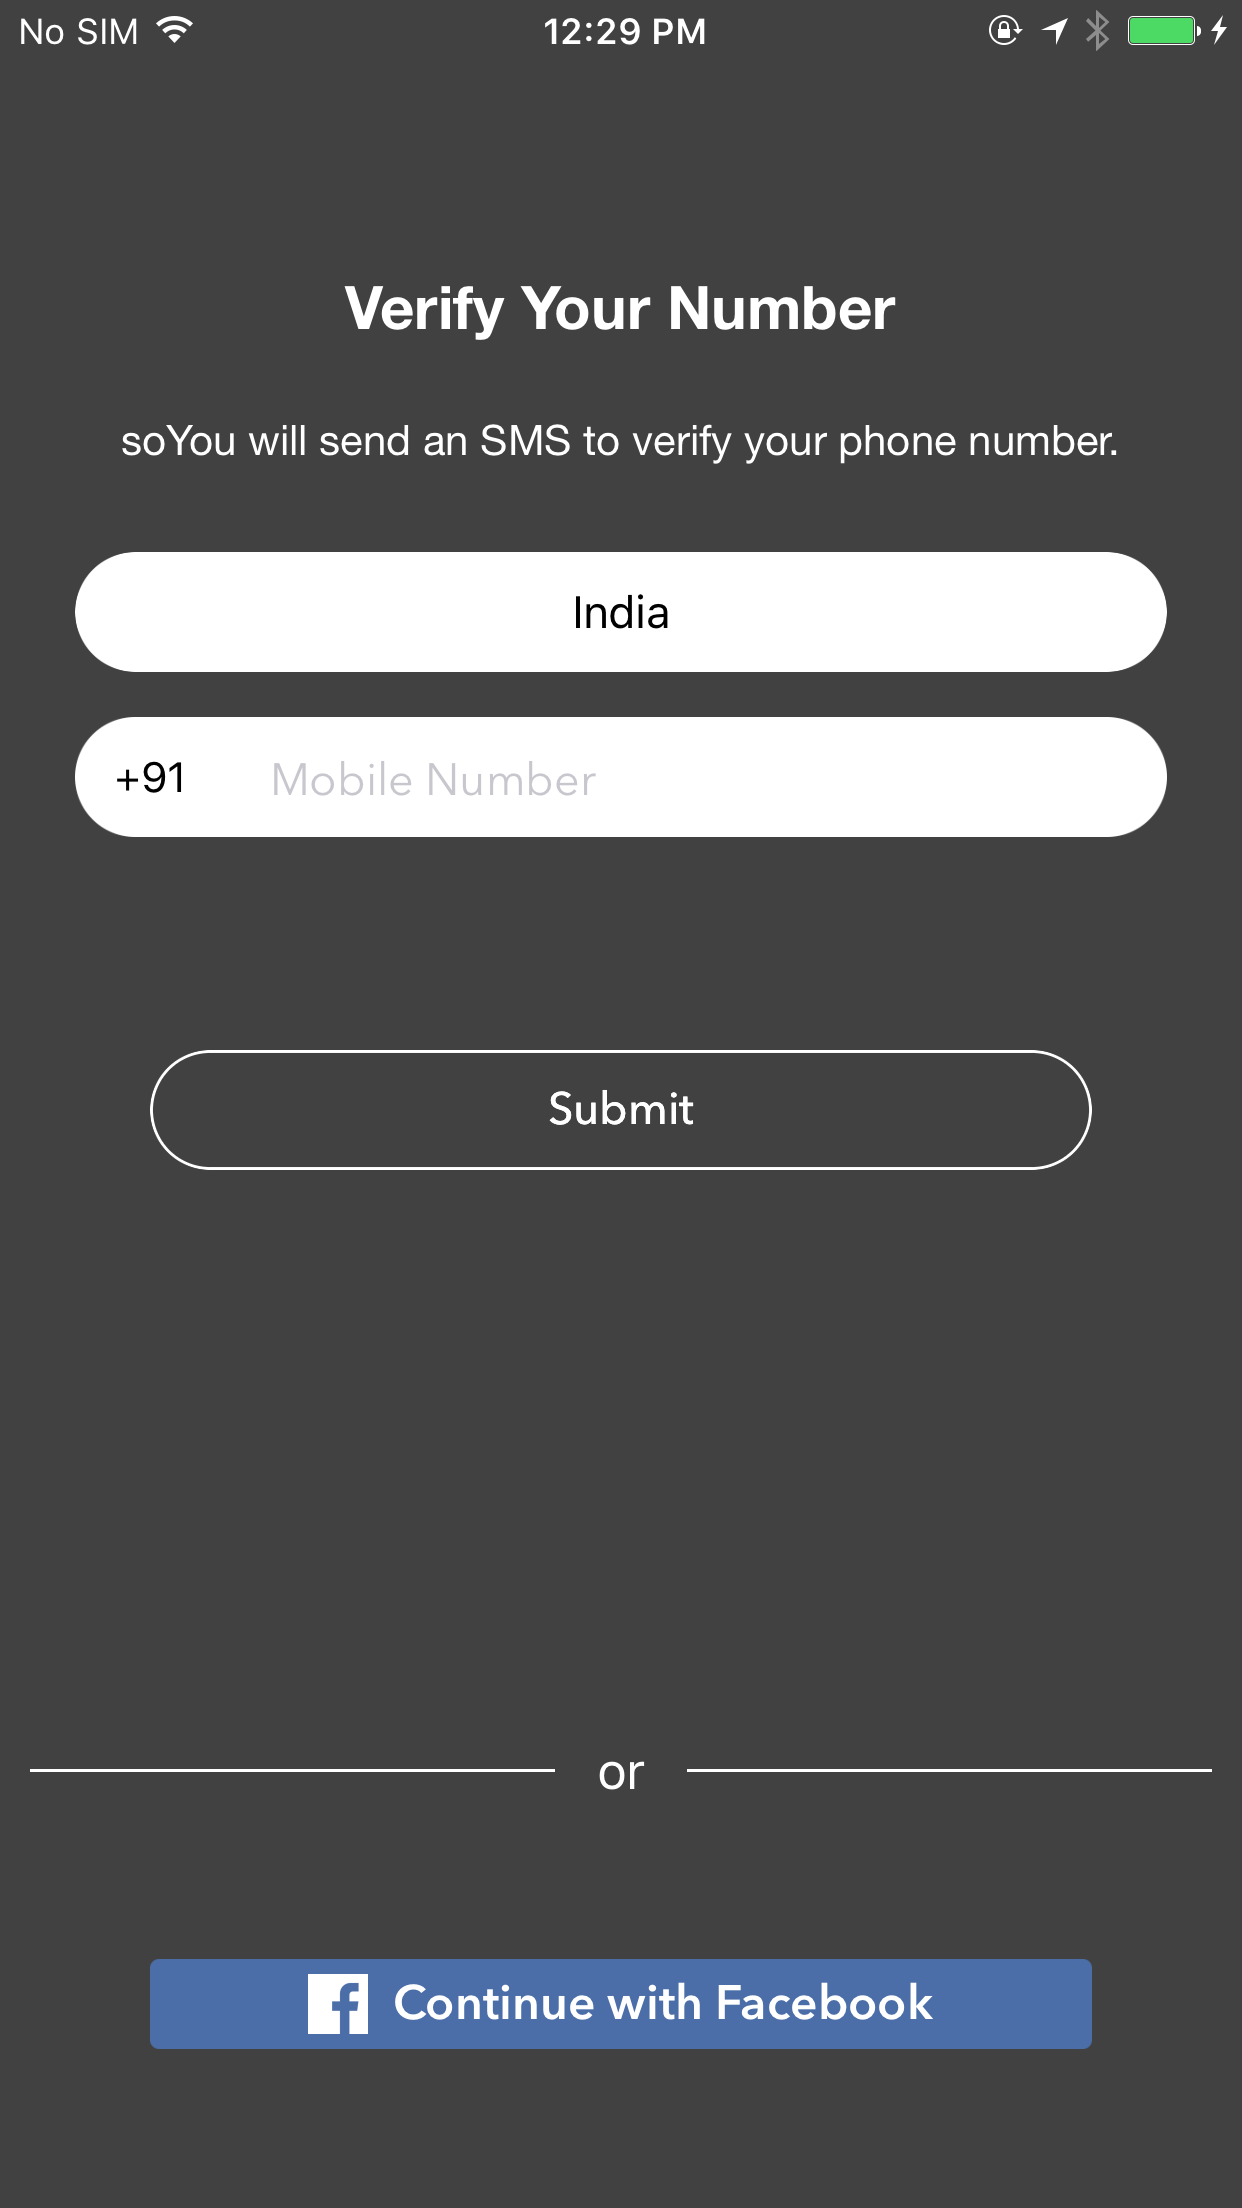 No SIM 12:29 PM
Verify Your Number
soYou will send an SMS to verify your phone number.
India
+91 Mobile Number
Submit
or
Continue with Facebook